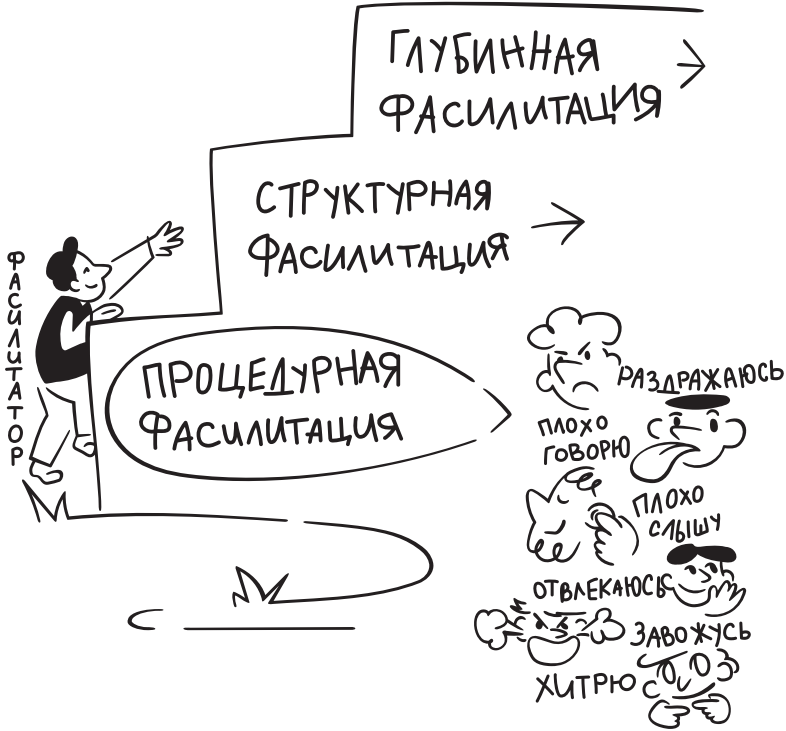 ГЛУБИННАЯ
ФАСИЛИТАЦИЯ
СТРУКТУРНАЯ
ФАСИЛИТАЦИЯ
ФАСИЛИТАТОР
ПРОЦЕДУРНАЯ
ФАСИЛИТАЦИЯ
РАЗДРАЖАЮСЬ
ПЛОХО
ГОВОРЮ
ПЛОХО
СЛЫШУ
ОТВЛЕКАЮСЬ
ЗАВОЖУСЬ
ХИТРЮ